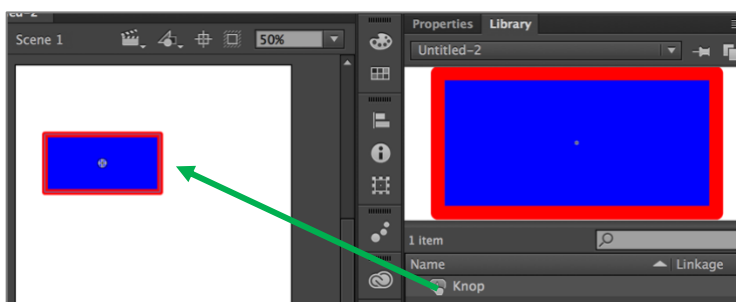 ed-2
Scene 1
50%
Properties
Library
Untitled-2
1 item
Name
Linkage
Knop